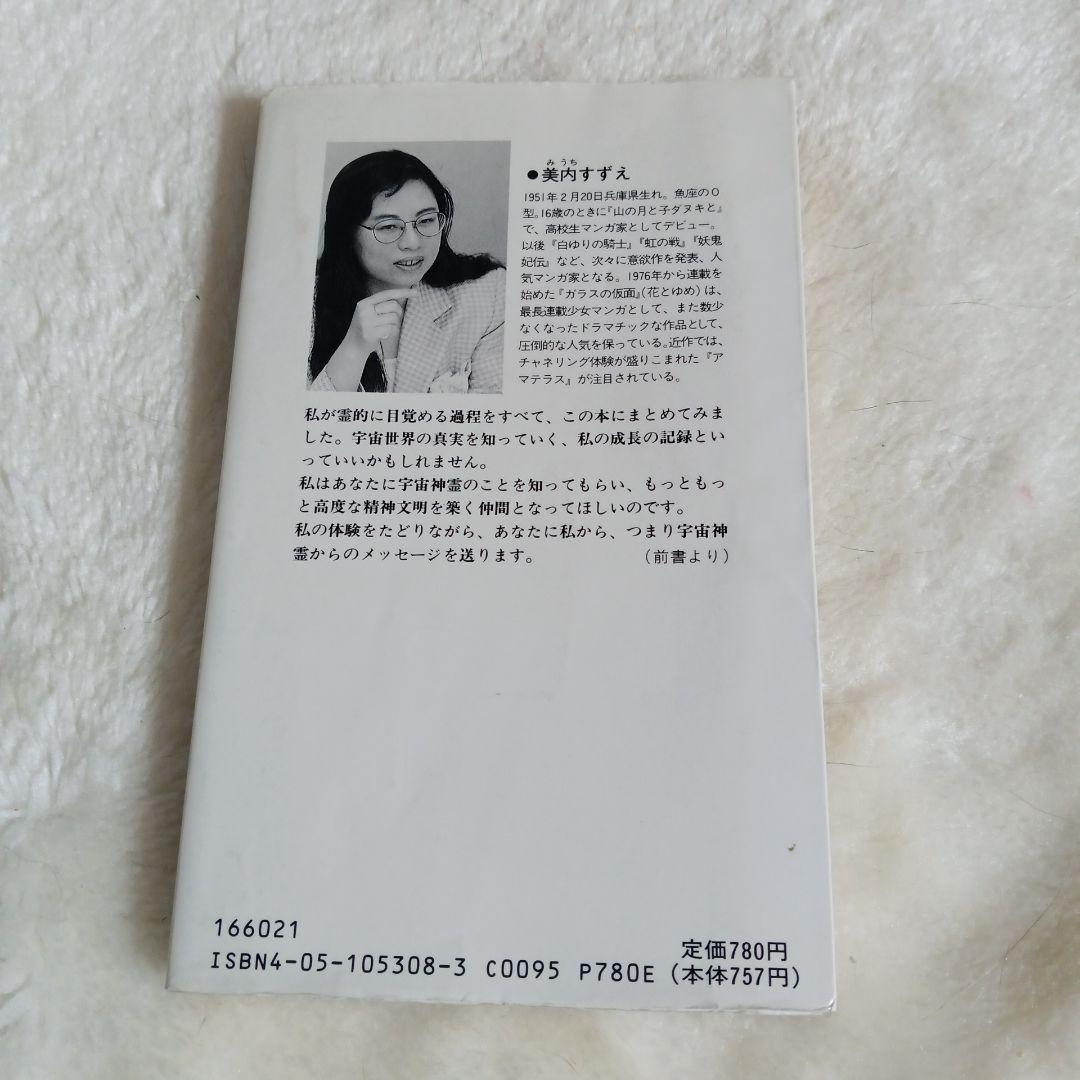 みうち
●美内すずえ
1951年2月20日兵庫県生れ。魚座のO
型。16歳のときに『山の月と子ダヌキと』
で、高校生マンガ家としてデビュー。
以後『白ゆりの騎士』『虹の戦』『妖鬼
妃伝』など、次々に意欲作を発表、人
気マンガ家となる。1976年から連載を
始めた『ガラスの仮面』（花とゆめ）は、
最長連載少女マンガとして、また数少
なくなったドラマチックな作品として、
圧倒的な人気を保っている。近作では、
チャネリング体験が盛りこまれた『ア
マテラス』が注目されている。
私が霊的に目覚める過程をすべて、この本にまとめてみま
した。宇宙世界の真実を知っていく、私の成長の記録とい
っていいかもしれません。
私はあなたに宇宙神霊のことを知ってもらい、もっともっ
と高度な精神文明を築く仲間となってほしいのです。
私の体験をたどりながら、あなたに私から、つまり宇宙神
霊からのメッセージを送ります。（前書より）
166021
ISBN4-05-105308-3 C0095 P780E
定価780円
（本体757円）